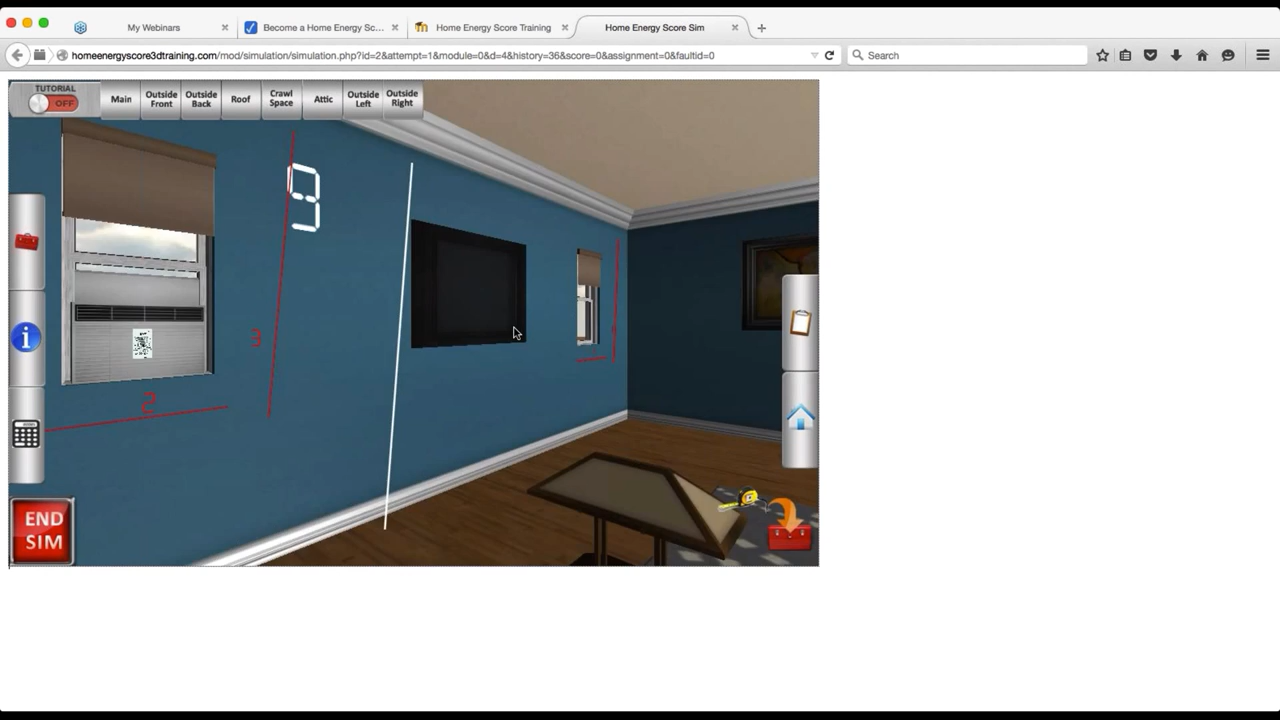 My Webinars
Become a Home Energy Sc...
Home Energy Score Training
Home Energy Score Sim
homeenergyscore3dtraining.com/mod/simulation/simulation.php?id=2&attempt=1&module=0&d=4&history=36&score=0&assignment=0&faultid=0
Search
TUTORIAL
OFF
Main
Outside
Front
Outside
Back
Roof
Crawl
Space
Attic
Outside
Left
Outside
Right
9
3
2
END
SIM